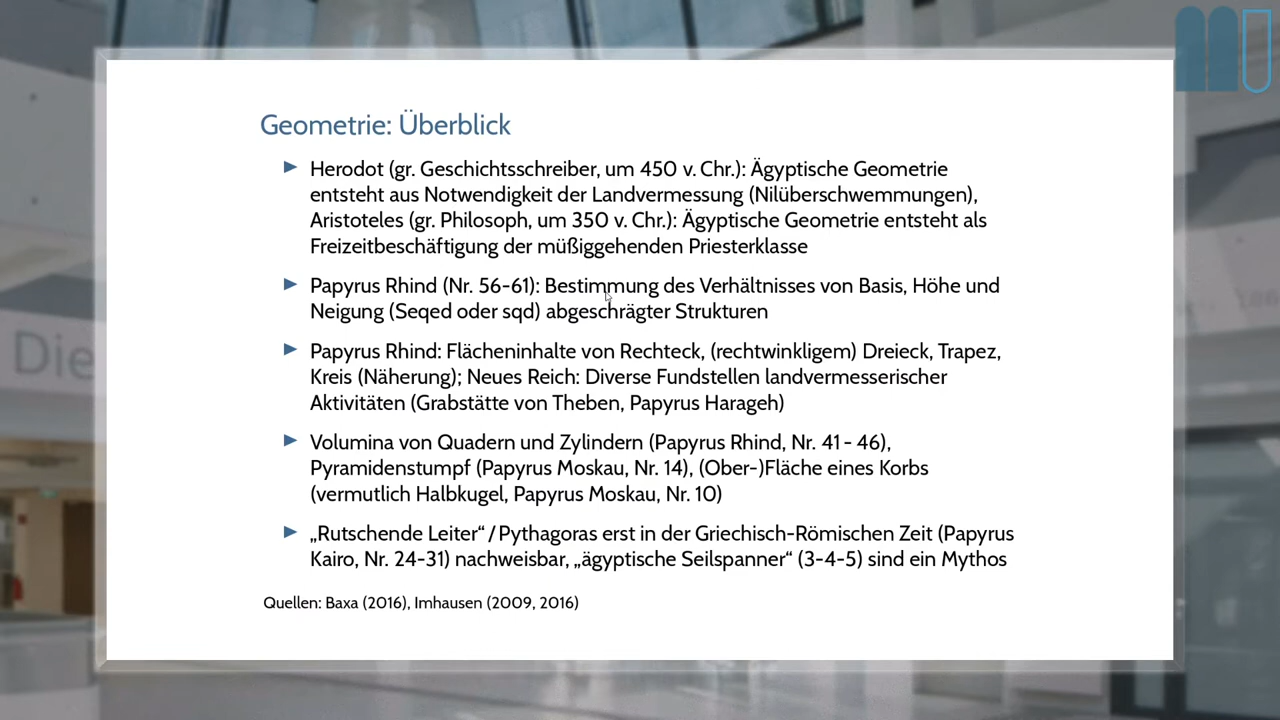 Geometrie: Überblick
Herodot (gr. Geschichtsschreiber, um 450 v. Chr.): Ägyptische Geometrie
entsteht aus Notwendigkeit der Landvermessung (Nilüberschwemmungen),
Aristoteles (gr. Philosoph, um 350 v. Chr.): Ägyptische Geometrie entsteht als
Freizeitbeschäftigung der müßiggehenden Priesterklasse
Papyrus Rhind (Nr. 56-61): Bestimmung des Verhältnisses von Basis, Höhe und
Neigung (Seqed oder sqd) abgeschrägter Strukturen
Papyrus Rhind: Flächeninhalte von Rechteck, (rechtwinkligem) Dreieck, Trapez,
Kreis (Näherung); Neues Reich: Diverse Fundstellen landvermesserischer
Aktivitäten (Grabstätte von Theben, Papyrus Harageh)
Volumina von Quadern und Zylindern (Papyrus Rhind, Nr. 41 - 46),
Pyramidenstumpf (Papyrus Moskau, Nr. 14), (Ober-)Fläche eines Korbs
(vermutlich Halbkugel, Papyrus Moskau, Nr. 10)
„Rutschende Leiter“ / Pythagoras erst in der Griechisch-Römischen Zeit (Papyrus
Kairo, Nr. 24-31) nachweisbar, „ägyptische Seilspanner“ (3-4-5) sind ein Mythos
Quellen: Baxa (2016), Imhausen (2009, 2016)
Die